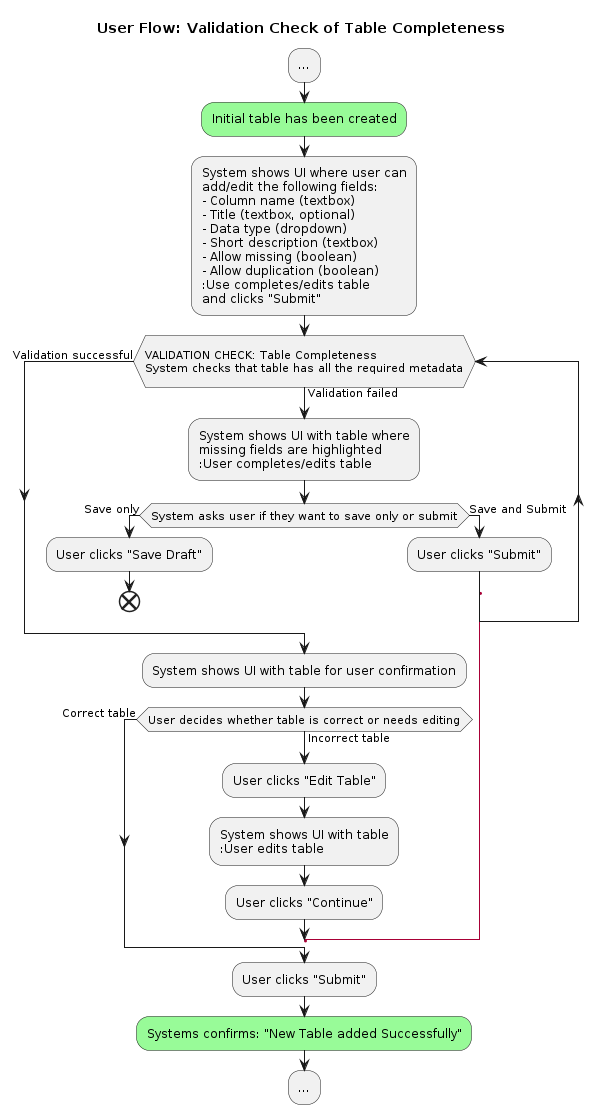 User Flow: Validation Check of Table Completeness
...
Initial table has been created
System shows UI where user can
add/edit the following fields:
- Column name (textbox)
- Title (textbox, optional)
- Data type (dropdown)
- Short description (textbox)
- Allow missing (boolean)
- Allow duplication (boolean)
:Use completes/edits table
and clicks "Submit"
Validation successful
VALIDATION CHECK: Table Completeness
System checks that table has all the required metadata
Validation failed
System shows UI with table where
missing fields are highlighted
:User completes/edits table
Save only
System asks user if they want to save only or submit
Save and Submit
User clicks "Save Draft"
User clicks "Submit"
System shows UI with table for user confirmation
Correct table
User decides whether table is correct or needs editing
Incorrect table
User clicks "Edit Table"
System shows UI with table
:User edits table
User clicks "Continue"
User clicks "Submit"
Systems confirms: "New Table added Successfully"
...